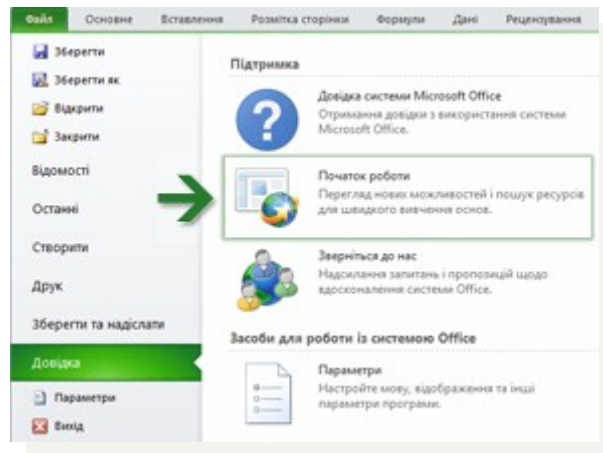 Файл Основне Вставлення Розмітка сторінки Формули Дані Рецензування
Зберегти
Зберегти як
Відкрити
Закрити
Відомості
Останні
Створити
Друк
Зберегти та надіслати
Довідка
Параметри
Вихід
Підтримка
Довідка системи Microsoft Office
Отримання довідки з використання системи
Microsoft Office.
Початок роботи
Перегляд нових можливостей і пошук ресурсів
для швидкого вивчення основ.
Зверніться до нас
Надсилання запитань і пропозицій щодо
вдосконалення системи Office.
Засоби для роботи із системою Office
Параметри
Настройте мову, відображення та інші
параметри програми.